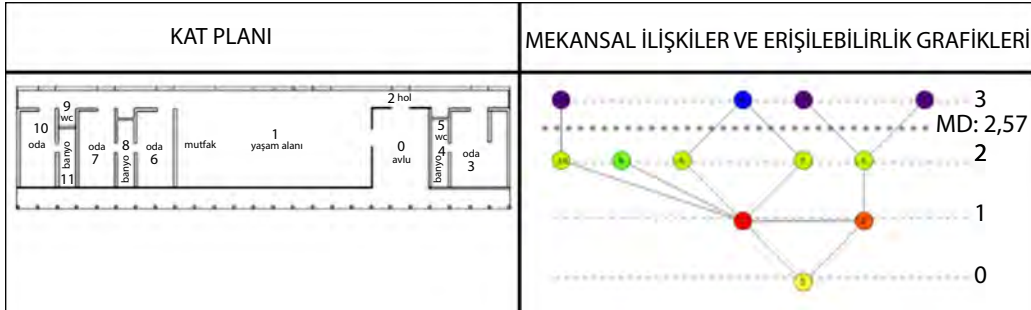 KAT PLANI
MEKANSAL İLİŞKİLER VE ERİŞİLEBİLİRLİK GRAFİKLERİ
2 hol
9
wc
10
oda
banyo
11
oda
7
8
banyo
oda
6
mutfak
1
yaşam alanı
0
avlu
5
wc
4
banyo
oda
3
3
MD: 2,57
2
1
0